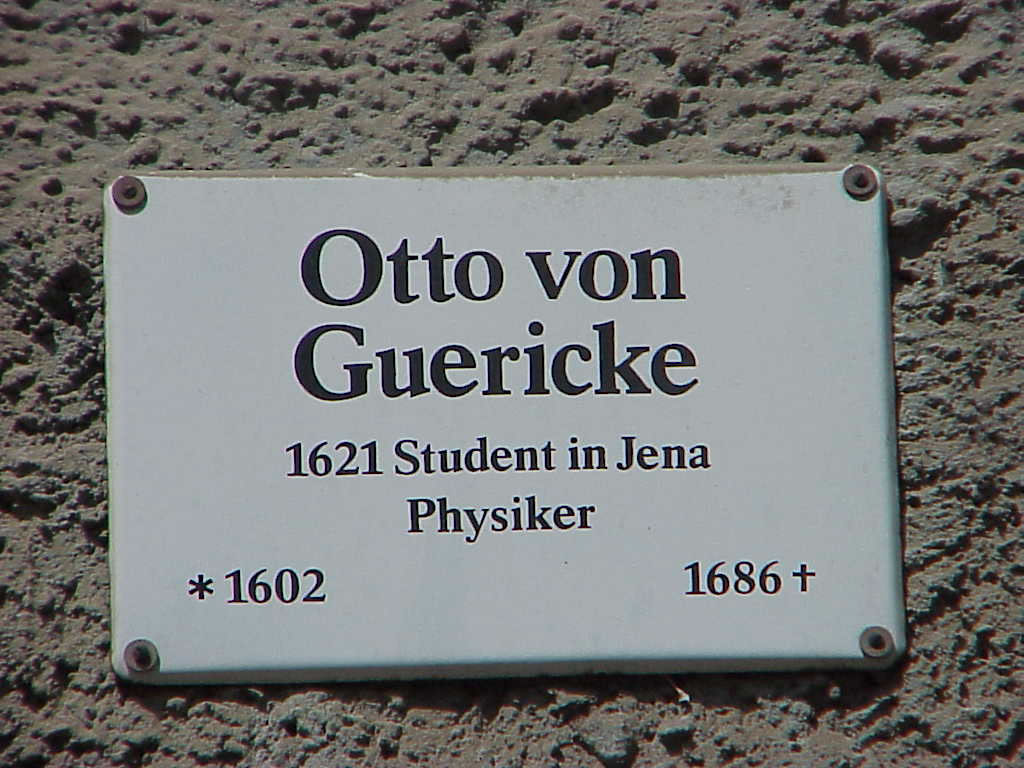 Otto von
Guericke
1621 Student in Jena
Physiker
* 1602 1686 †